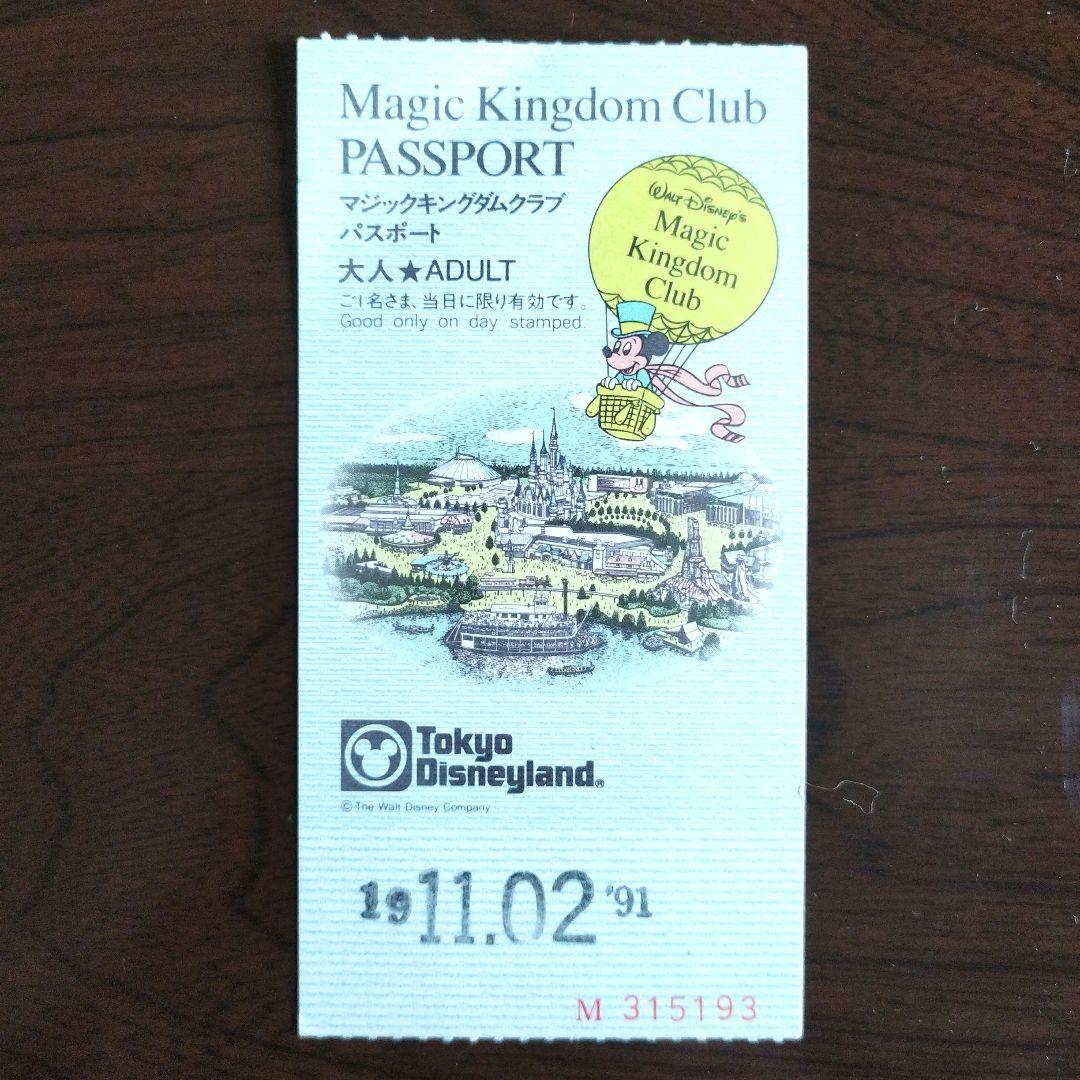 Magic Kingdom Club
PASSPORT
マジックキングダムクラブ
パスポート
大人★ADULT
ご1名さま、当日に限り有効です。
Good only on day stamped.
WALT DISNEY'S
Magic
Kingdom
Club
Tokyo
Disneyland®
© The Walt Disney Company
19 11.02 '91
M 315193